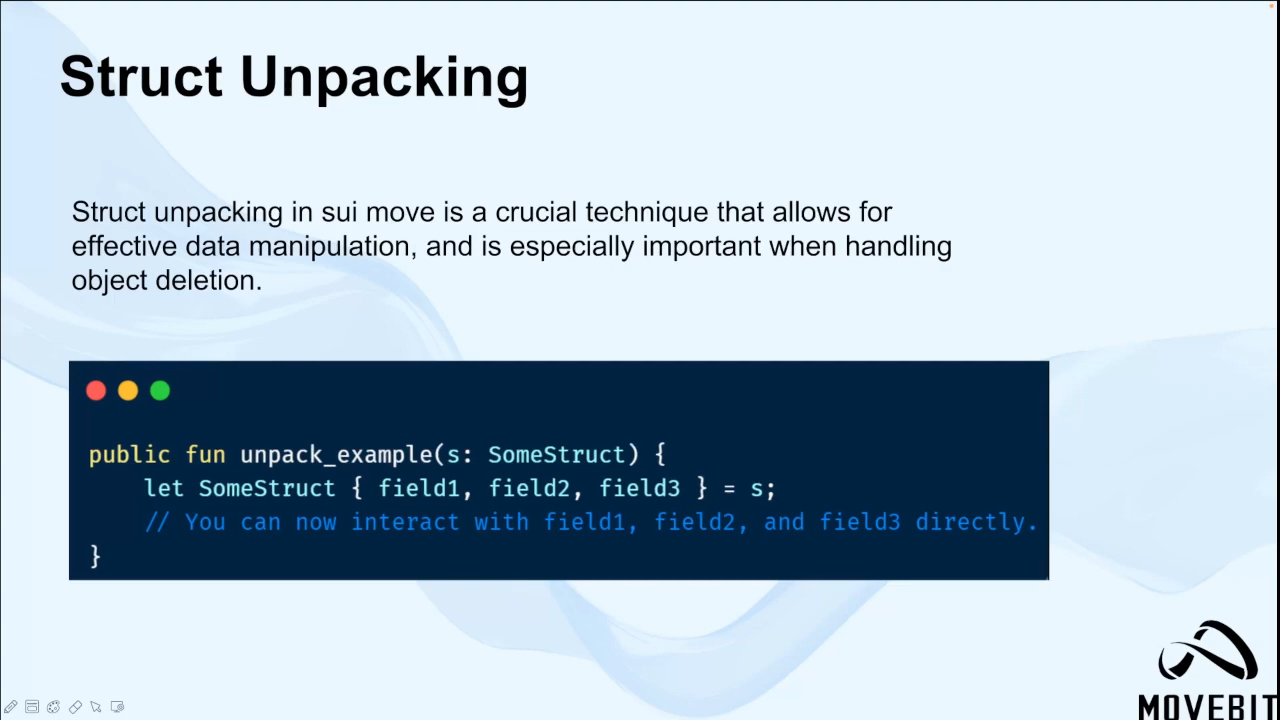 Struct Unpacking
Struct unpacking in sui move is a crucial technique that allows for
effective data manipulation, and is especially important when handling
object deletion.
public fun unpack_example(s: SomeStruct) {
    let SomeStruct { field1, field2, field3 } = s;
    // You can now interact with field1, field2, and field3 directly.
}
MOVEBIT